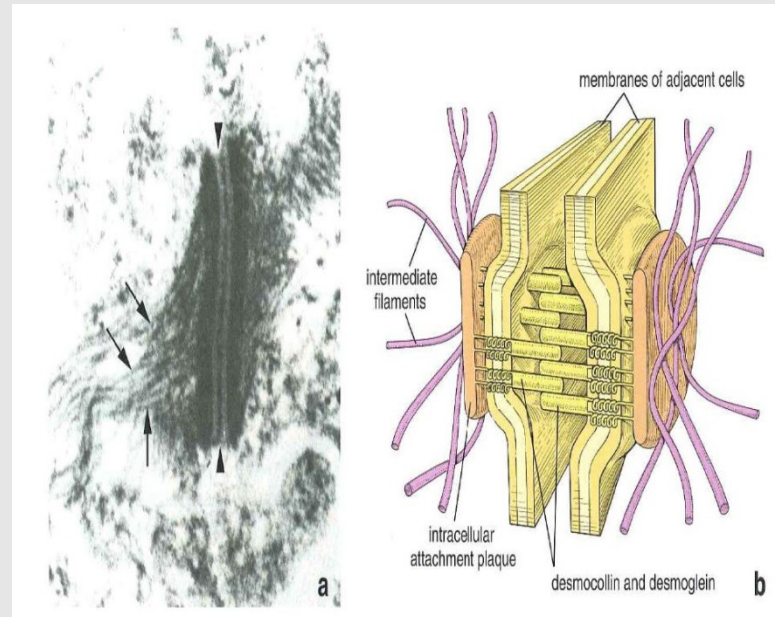 membranes of adjacent cells
intermediate
filaments
intracellular
attachment plaque
desmocollin and desmoglein
a
b